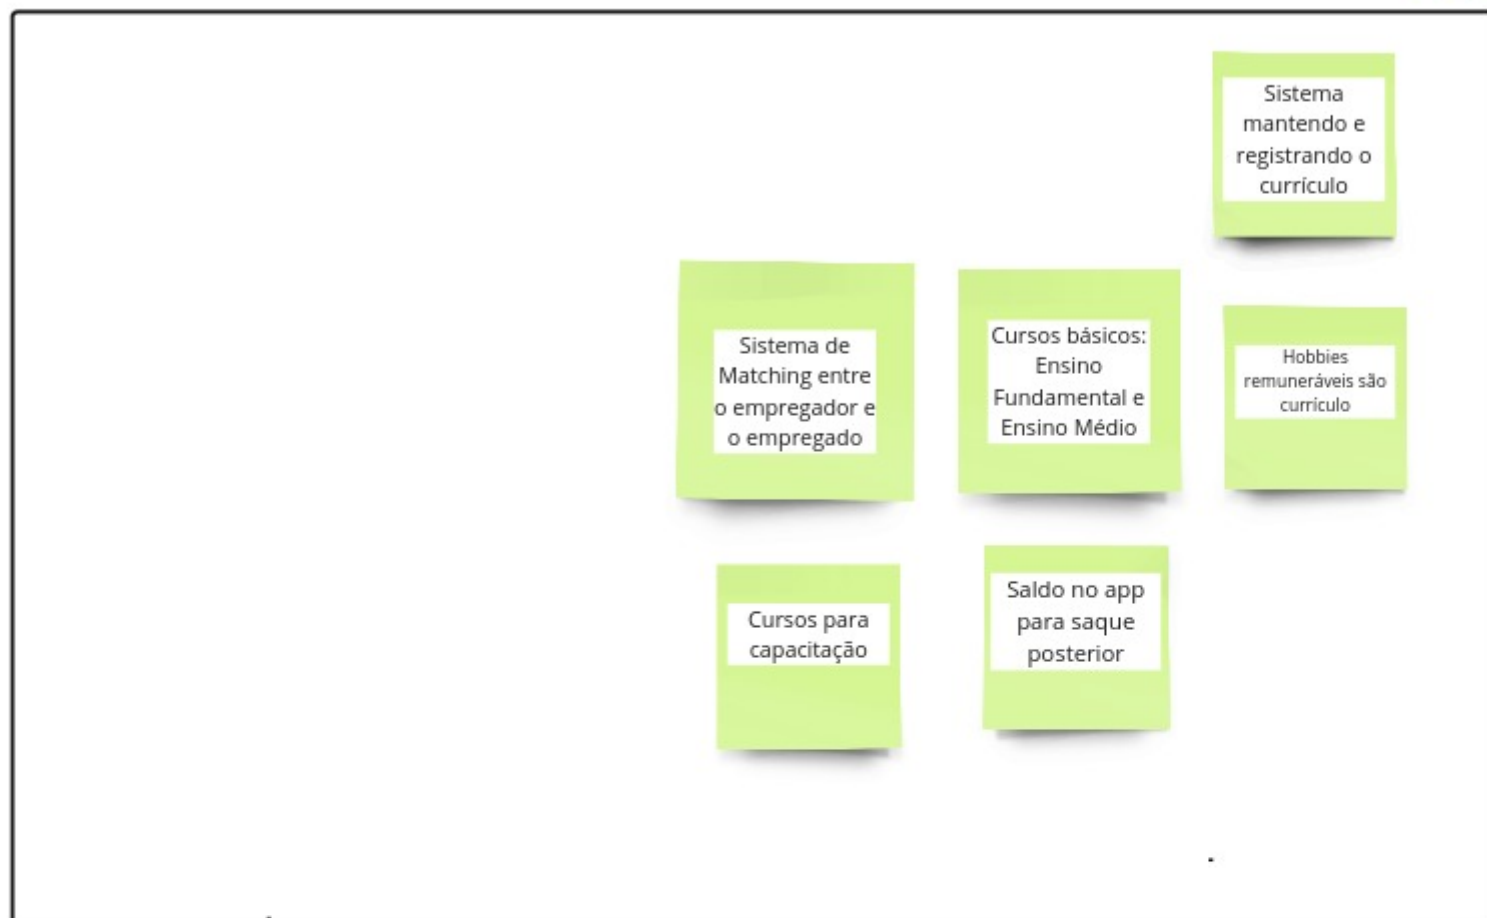 Sistema
mantendo e
registrando o
currículo
Sistema de
Matching entre
o empregador e
o empregado
Cursos básicos:
Ensino
Fundamental e
Ensino Médio
Hobbies
remuneráveis são
currículo
Cursos para
capacitação
Saldo no app
para saque
posterior